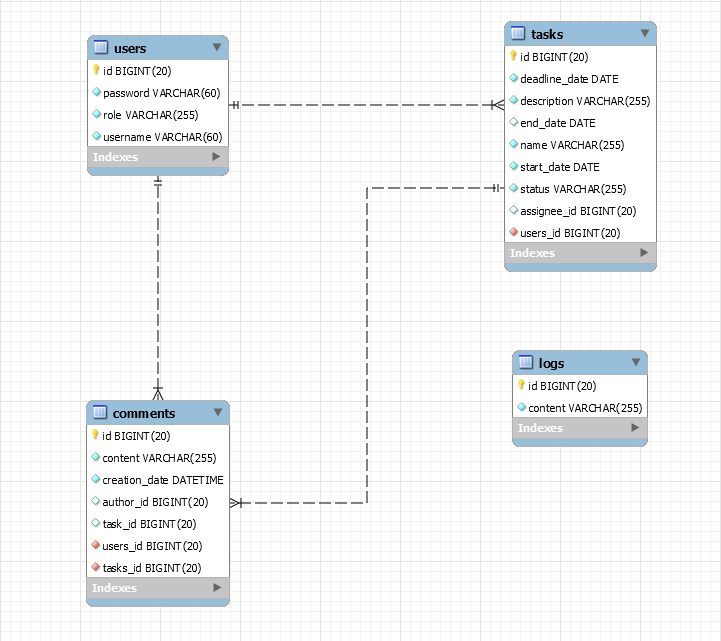 users
id BIGINT(20)
password VARCHAR(60)
role VARCHAR(255)
username VARCHAR(60)
Indexes
tasks
id BIGINT(20)
deadline_date DATE
description VARCHAR(255)
end_date DATE
name VARCHAR(255)
start_date DATE
status VARCHAR(255)
assignee_id BIGINT(20)
users_id BIGINT(20)
Indexes
logs
id BIGINT(20)
content VARCHAR(255)
Indexes
comments
id BIGINT(20)
content VARCHAR(255)
creation_date DATETIME
author_id BIGINT(20)
task_id BIGINT(20)
users_id BIGINT(20)
tasks_id BIGINT(20)
Indexes